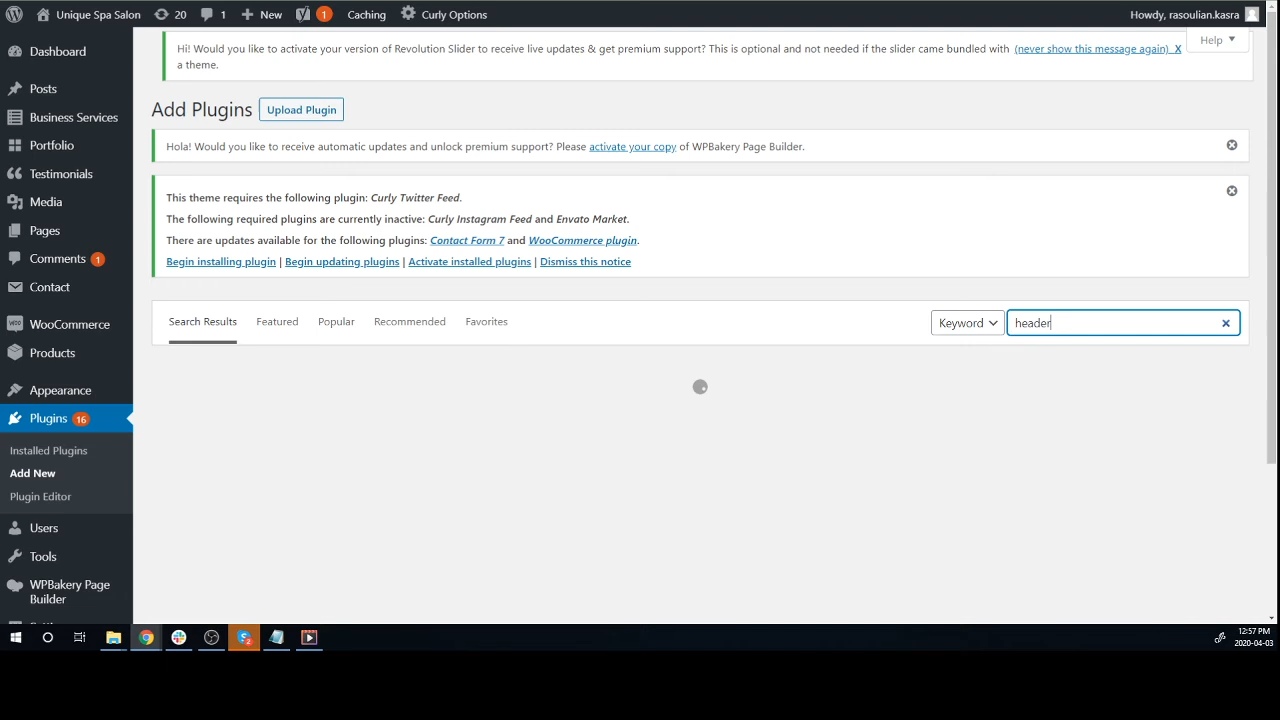 Unique Spa Salon 20 1 New 1 Caching Curly Options Howdy, rasoulian.kasra
Help
Hi! Would you like to activate your version of Revolution Slider to receive live updates & get premium support? This is optional and not needed if the slider came bundled with a theme. (never show this message again) X
Add Plugins Upload Plugin
Hola! Would you like to receive automatic updates and unlock premium support? Please activate your copy of WPBakery Page Builder.
This theme requires the following plugin: Curly Twitter Feed.
The following required plugins are currently inactive: Curly Instagram Feed and Envato Market.
There are updates available for the following plugins: Contact Form 7 and WooCommerce plugin.
Begin installing plugin | Begin updating plugins | Activate installed plugins | Dismiss this notice
Search Results Featured Popular Recommended Favorites Keyword header
Dashboard
Posts
Business Services
Portfolio
Testimonials
Media
Pages
Comments 1
Contact
WooCommerce
Products
Appearance
Plugins 16
Installed Plugins
Add New
Plugin Editor
Users
Tools
WPBakery Page
Builder
12:57 PM
2020-04-03